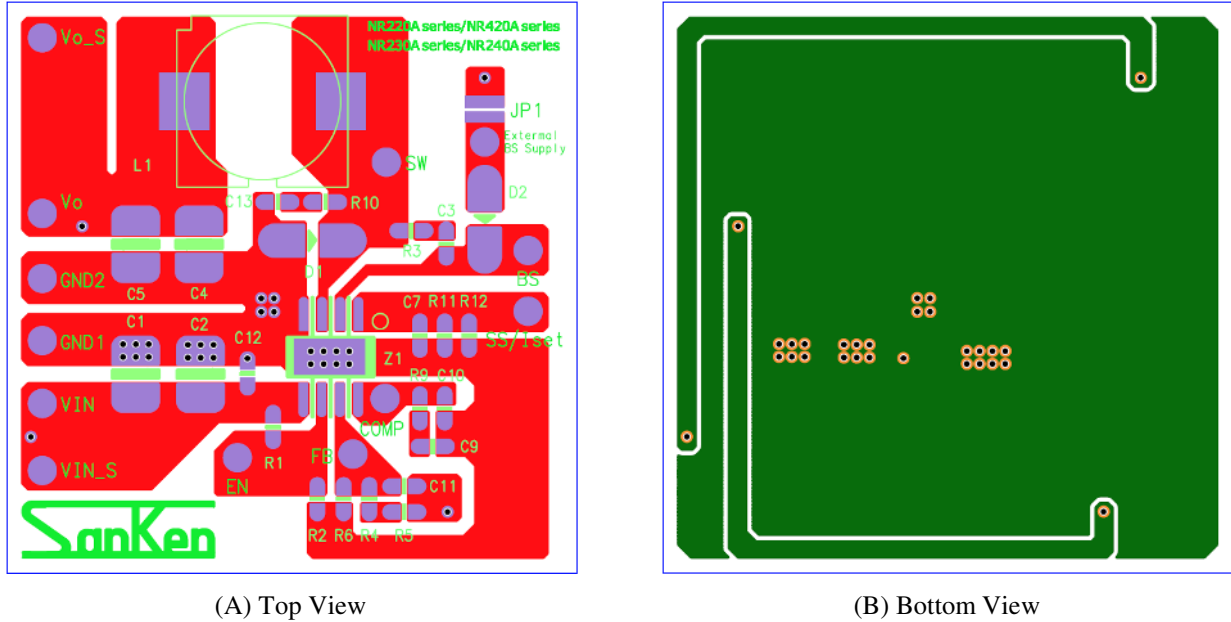 NR220A series/NR420A series
NR230A series/NR240A series
Vo_S
JP1
External
BS Supply
L1
SW
Vo
C13
R10
D2
C3
R3
GND2
D1
BS
C5
C4
C7
R11
R12
C1
C2
C12
GND1
SS/Iset
Z1
R9
C10
VIN
COMP
R1
FB
C9
VIN_S
EN
C11
SanKen
R2
R6
R4
R5
(A) Top View
(B) Bottom View